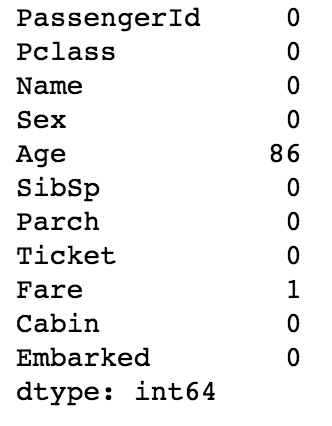 PassengerId 0
Pclass 0
Name 0
Sex 0
Age 86
SibSp 0
Parch 0
Ticket 0
Fare 1
Cabin 0
Embarked 0
dtype: int64